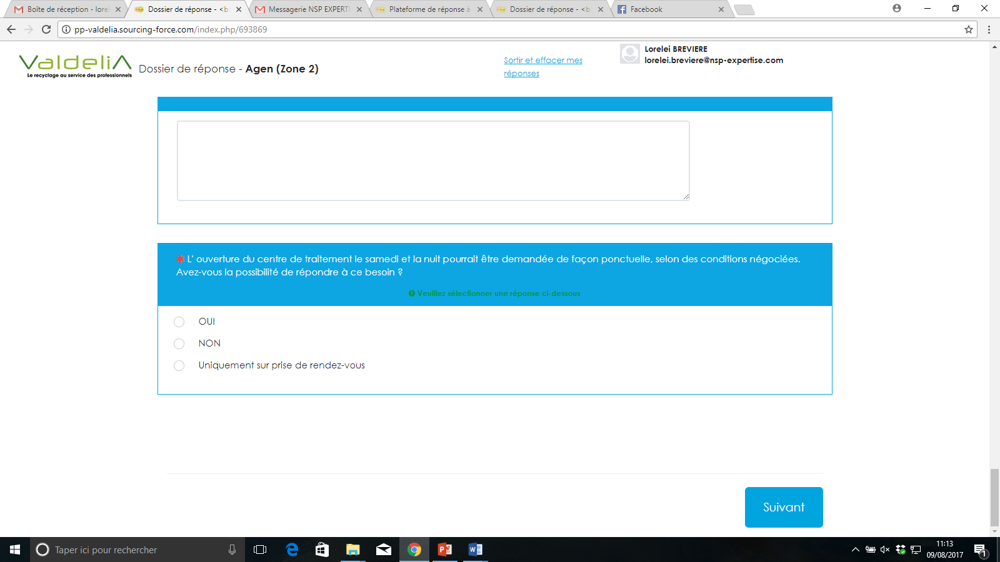 Boîte de réception - lorel
Dossier de réponse - <b>
Messagerie NSP EXPERTI
Plateforme de réponse à
Dossier de réponse - <b>
Facebook
pp-valdelia.sourcing-force.com/index.php/693869
ValdeliA
Le recyclage au service des professionnels
Dossier de réponse - Agen (Zone 2)
Sortir et effacer mes
réponses
Lorelei BREVIERE
lorelei.breviere@nsp-expertise.com
* L' ouverture du centre de traitement le samedi et la nuit pourrait être demandée de façon ponctuelle, selon des conditions négociées.
Avez-vous la possibilité de répondre à ce besoin ?
Veuillez sélectionner une réponse ci-dessous
OUI
NON
Uniquement sur prise de rendez-vous
Suivant
Taper ici pour rechercher
11:13
09/08/2017
1